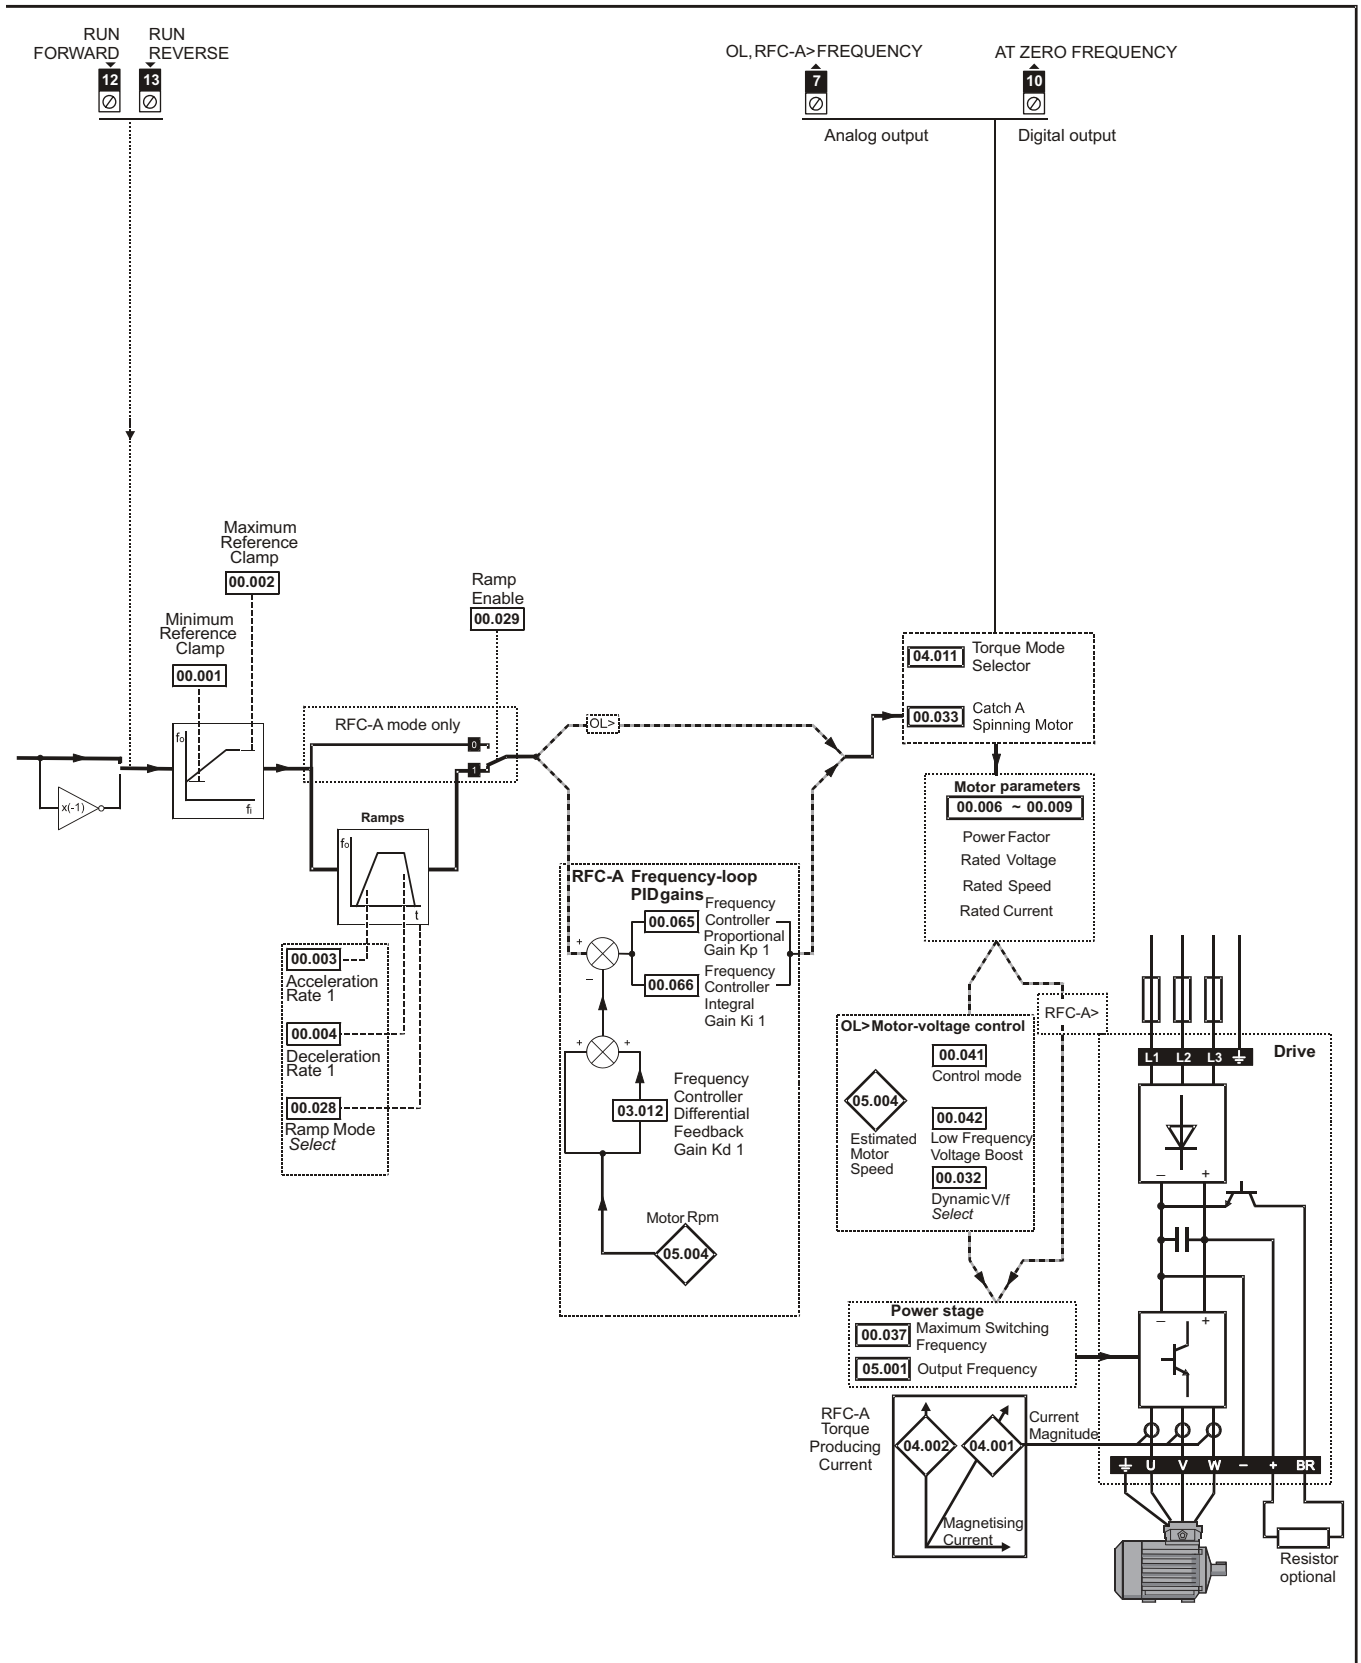 RUN
FORWARD
RUN
REVERSE
12
13
OL, RFC-A>FREQUENCY
7
AT ZERO FREQUENCY
10
Analog output
Digital output
Maximum
Reference
Clamp
00.002
Minimum
Reference
Clamp
00.001
Ramp
Enable
00.029
RFC-A mode only
0
1
OL>
fo
fi
x(-1)
Ramps
fo
t
00.003
Acceleration
Rate 1
00.004
Deceleration
Rate 1
00.028
Ramp Mode
Select
RFC-A Frequency-loop
PID gains
00.065
Frequency
Controller
Proportional
Gain Kp 1
00.066
Frequency
Controller
Integral
Gain Ki 1
+
–
+
+
03.012
Frequency
Controller
Differential
Feedback
Gain Kd 1
Motor Rpm
05.004
04.011
Torque Mode
Selector
00.033
Catch A
Spinning Motor
Motor parameters
00.006 ~ 00.009
Power Factor
Rated Voltage
Rated Speed
Rated Current
RFC-A>
OL>Motor-voltage control
00.041
Control mode
05.004
Estimated
Motor
Speed
00.042
Low Frequency
Voltage Boost
00.032
Dynamic V/f
Select
Power stage
00.037
Maximum Switching
Frequency
05.001
Output Frequency
RFC-A
Torque
Producing
Current
04.002
04.001
Current
Magnitude
Magnetising
Current
L1 L2 L3
Drive
– +
– +
U V W – + BR
Resistor
optional